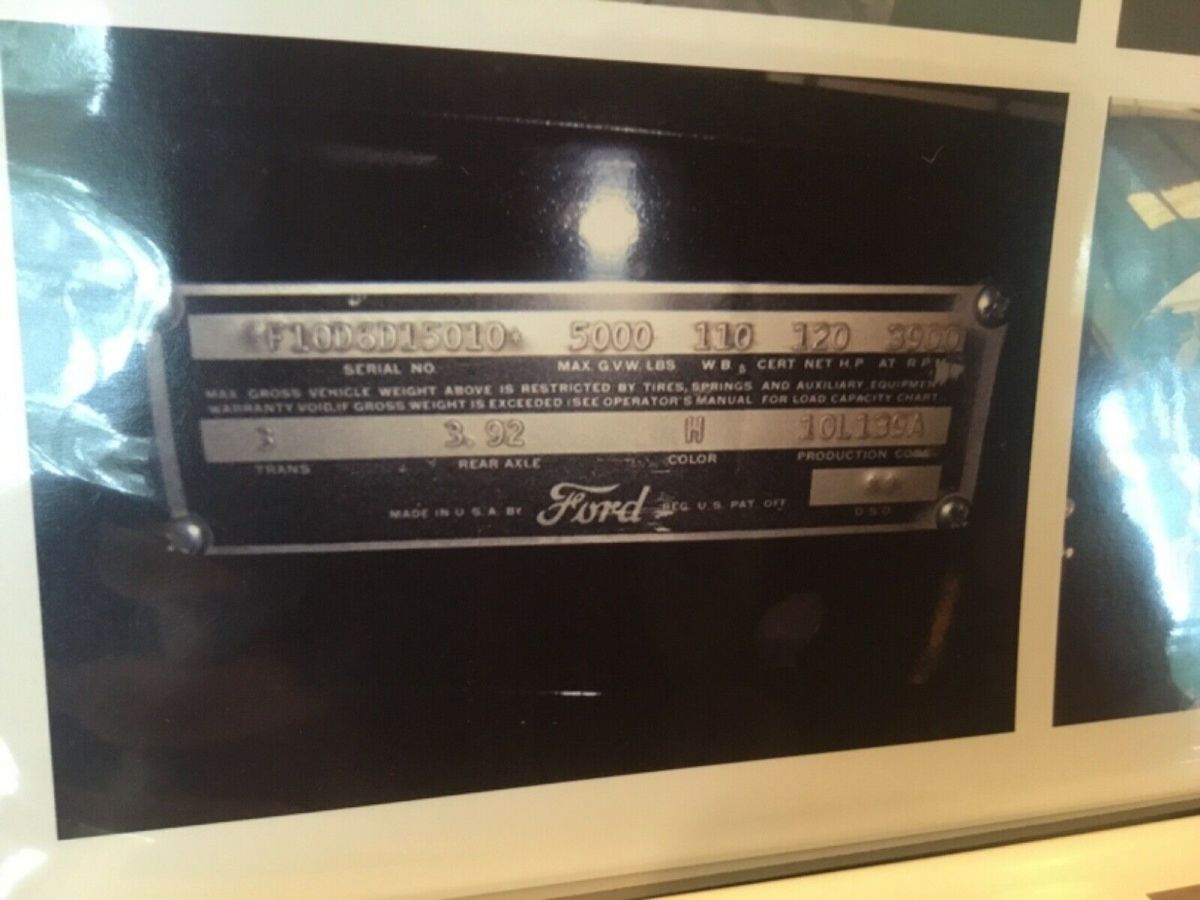 *F10D6D15010* 5000 110 120 3900
SERIAL NO. MAX. G.V.W. LBS W.B. CERT NET H.P. AT R.P.M
MAX. GROSS VEHICLE WEIGHT ABOVE IS RESTRICTED BY TIRES, SPRINGS AND AUXILIARY EQUIPMENT
WARRANTY VOID, IF GROSS WEIGHT IS EXCEEDED (SEE OPERATOR'S MANUAL FOR LOAD CAPACITY CHART
3 3.92 H 10L139A
TRANS REAR AXLE COLOR PRODUCTION CODE
MADE IN U.S.A. BY Ford REG. U.S. PAT. OFF
D.S.O.